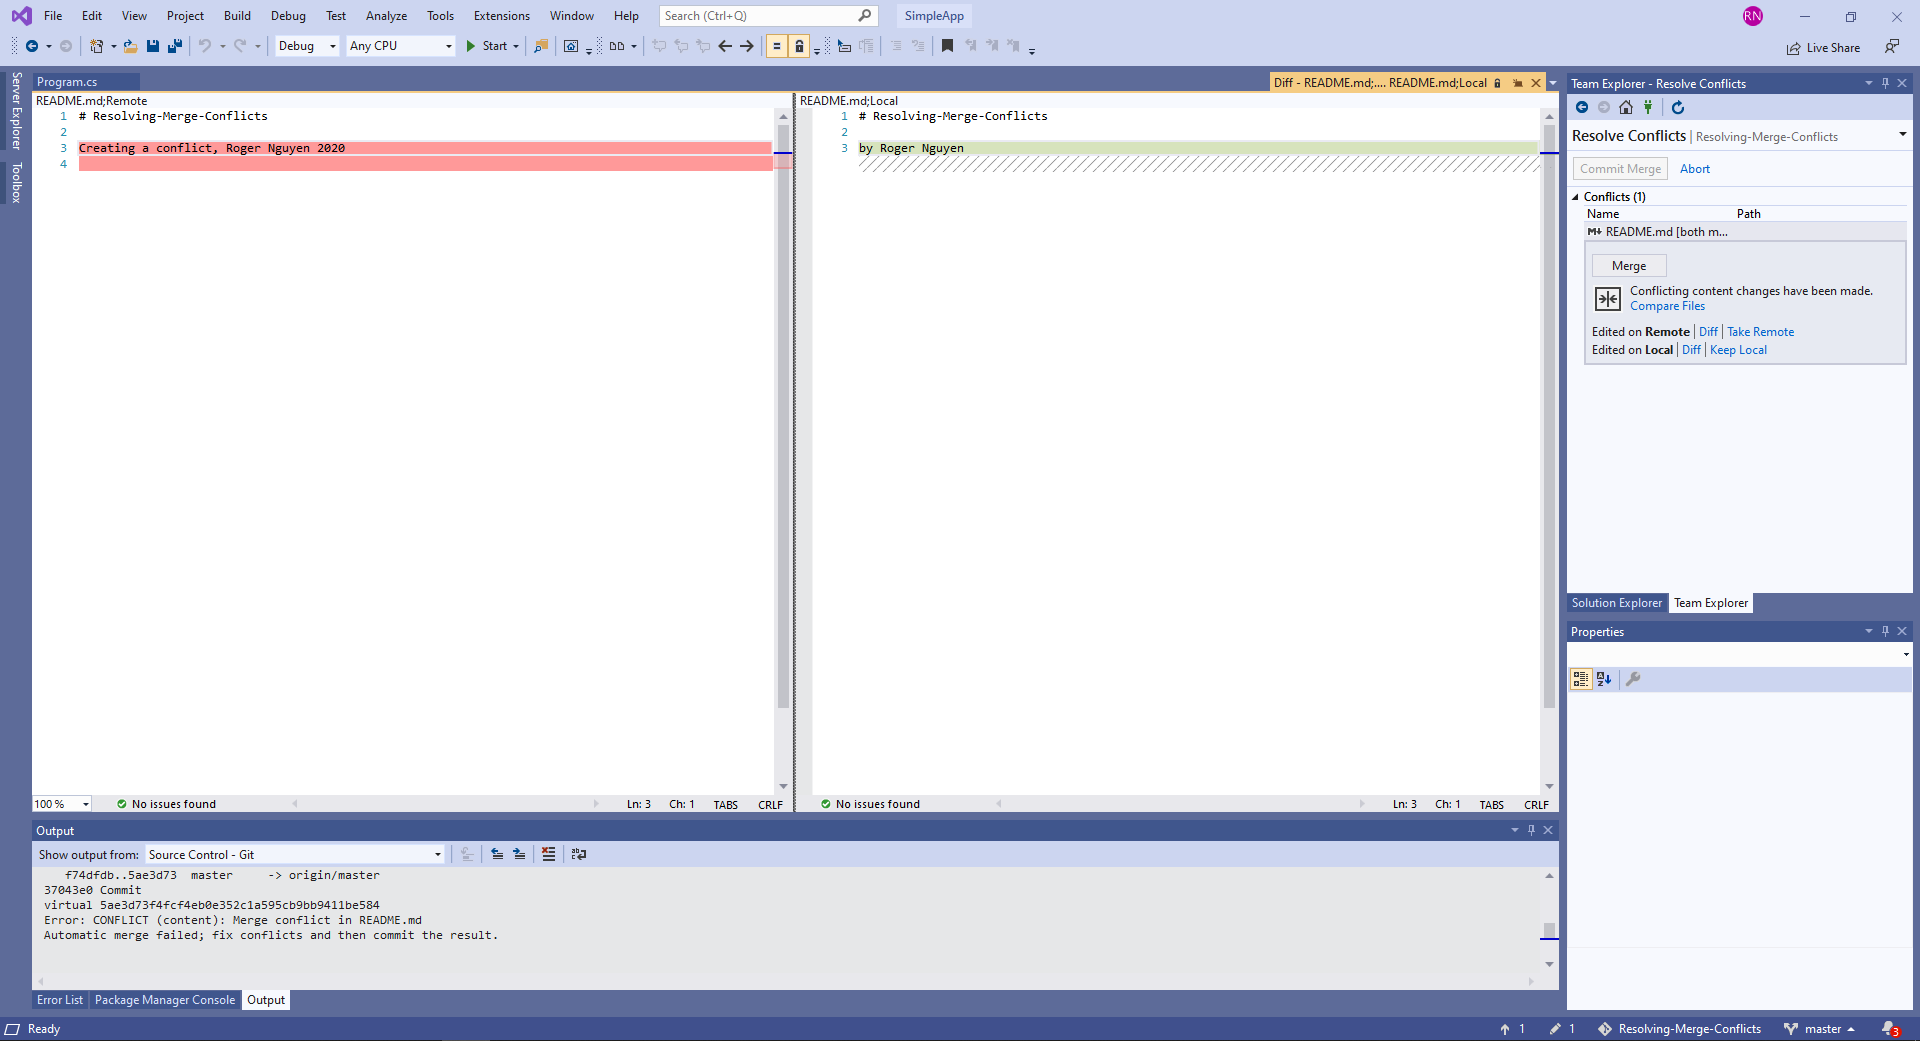 File Edit View Project Build Debug Test Analyze Tools Extensions Window Help Search (Ctrl+Q) SimpleApp RN
Debug Any CPU Start Live Share
Server Explorer
Toolbox
Program.cs Diff - README.md;.... README.md;Local
README.md;Remote
1 # Resolving-Merge-Conflicts
2
3 Creating a conflict, Roger Nguyen 2020
4
100 % No issues found Ln: 3 Ch: 1 TABS CRLF
README.md;Local
1 # Resolving-Merge-Conflicts
2
3 by Roger Nguyen
No issues found Ln: 3 Ch: 1 TABS CRLF
Team Explorer - Resolve Conflicts
Resolve Conflicts | Resolving-Merge-Conflicts
Commit Merge Abort
Conflicts (1)
Name Path
M README.md [both m...
Merge
Conflicting content changes have been made.
Compare Files
Edited on Remote | Diff | Take Remote
Edited on Local | Diff | Keep Local
Solution Explorer Team Explorer
Properties
Output
Show output from: Source Control - Git
f74dfdb..5ae3d73 master -> origin/master
37043e0 Commit
virtual 5ae3d73f4fcf4eb0e352c1a595cb9bb9411be584
Error: CONFLICT (content): Merge conflict in README.md
Automatic merge failed; fix conflicts and then commit the result.
Error List Package Manager Console Output
Ready 1 1 Resolving-Merge-Conflicts master 3